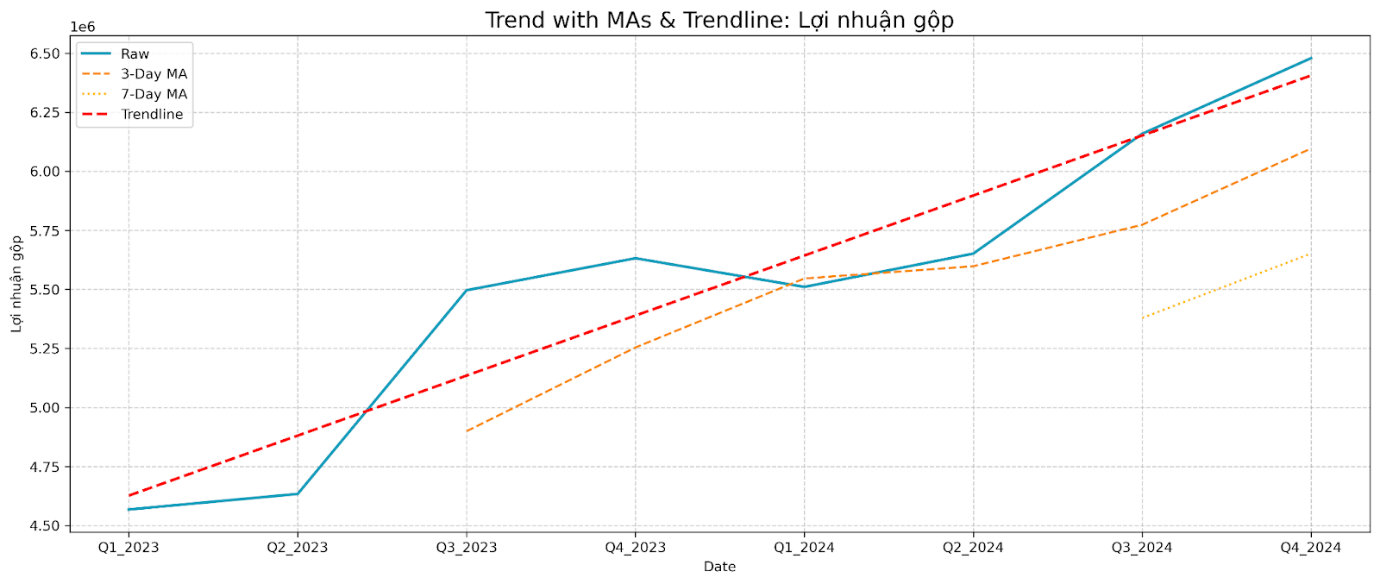 Trend with MAs & Trendline: Lợi nhuận gộp
1e6
Raw
3-Day MA
7-Day MA
Trendline
6.50
6.25
6.00
5.75
5.50
5.25
5.00
4.75
4.50
Lợi nhuận gộp
Q1_2023 Q2_2023 Q3_2023 Q4_2023 Q1_2024 Q2_2024 Q3_2024 Q4_2024
Date